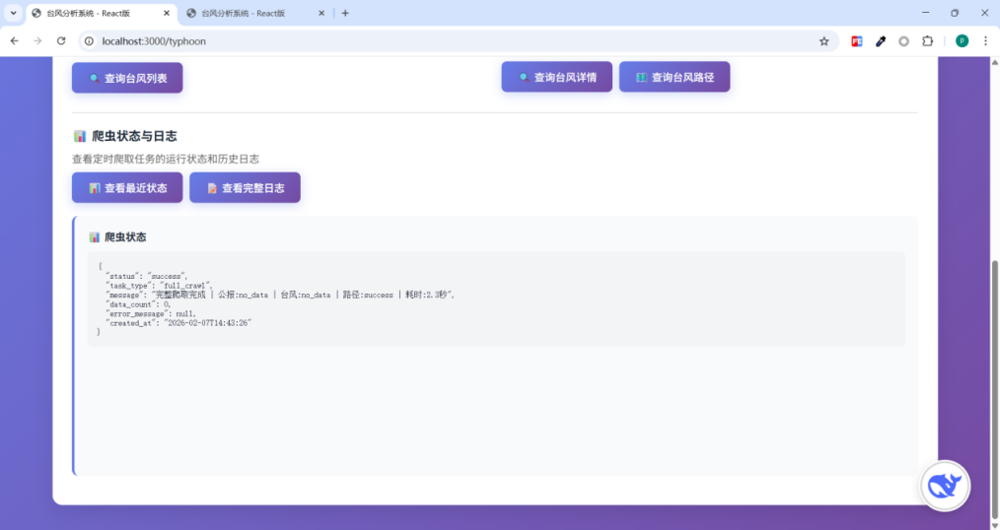 台风分析系统 - React版
台风分析系统 - React版
localhost:3000/typhoon
P
查询台风列表
查询台风详情
查询台风路径
爬虫状态与日志
查看定时爬取任务的运行状态和历史日志
查看最近状态
查看完整日志
爬虫状态
{
"status": "success",
"task_type": "full_crawl",
"message": "完整爬取完成 | 公报:no_data | 台风:no_data | 路径:success | 耗时:2.3秒",
"data_count": 0,
"error_message": null,
"created_at": "2026-02-07T14:43:26"
}